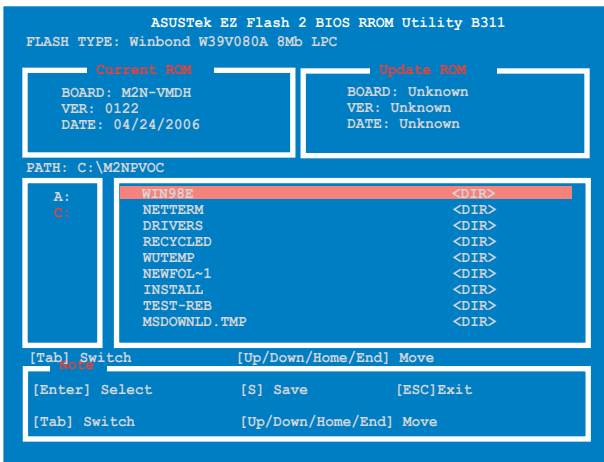 ASUSTek EZ Flash 2 BIOS RROM Utility B311
FLASH TYPE: Winbond W39V080A 8Mb LPC
Current ROM
BOARD: M2N-VMDH
VER: 0122
DATE: 04/24/2006
Update ROM
BOARD: Unknown
VER: Unknown
DATE: Unknown
PATH: C:\M2NPVOC
A:
C:
WIN98E <DIR>
NETTERM <DIR>
DRIVERS <DIR>
RECYCLED <DIR>
WUTEMP <DIR>
NEWFOL~1 <DIR>
INSTALL <DIR>
TEST-REB <DIR>
MSDOWNLD.TMP <DIR>
[Tab] Switch [Up/Down/Home/End] Move
Note
[Enter] Select [S] Save [ESC]Exit
[Tab] Switch [Up/Down/Home/End] Move